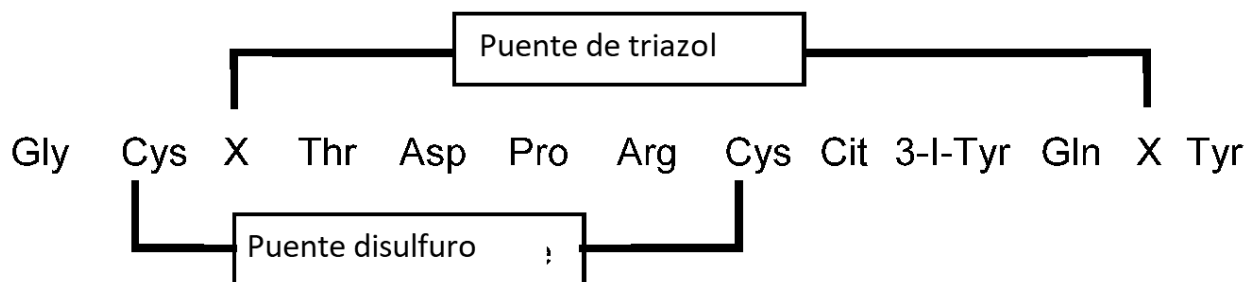 Puente de triazol
Gly Cys X Thr Asp Pro Arg Cys Cit 3-I-Tyr Gln X Tyr
Puente disulfuro